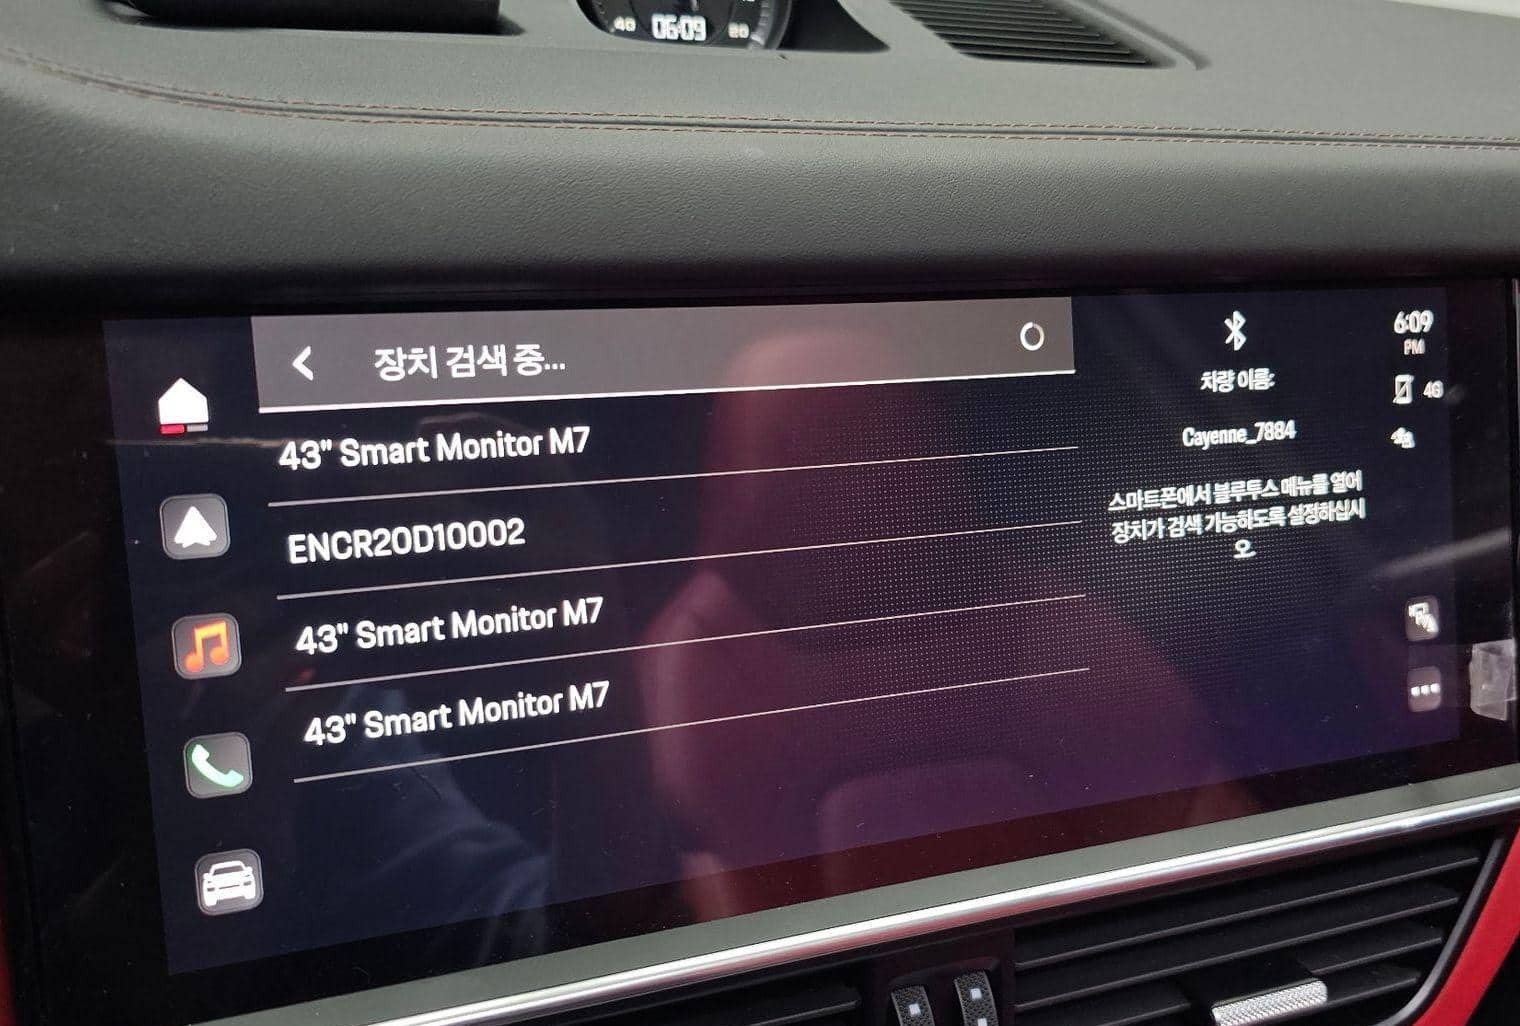 40
06:09
20
장치 검색 중...
차량 이름:
Cayenne_7884
스마트폰에서 블루투스 메뉴를 열어
장치가 검색 가능하도록 설정하십시
오.
6:09
PM
4G
43" Smart Monitor M7
ENCR20D10002
43" Smart Monitor M7
43" Smart Monitor M7